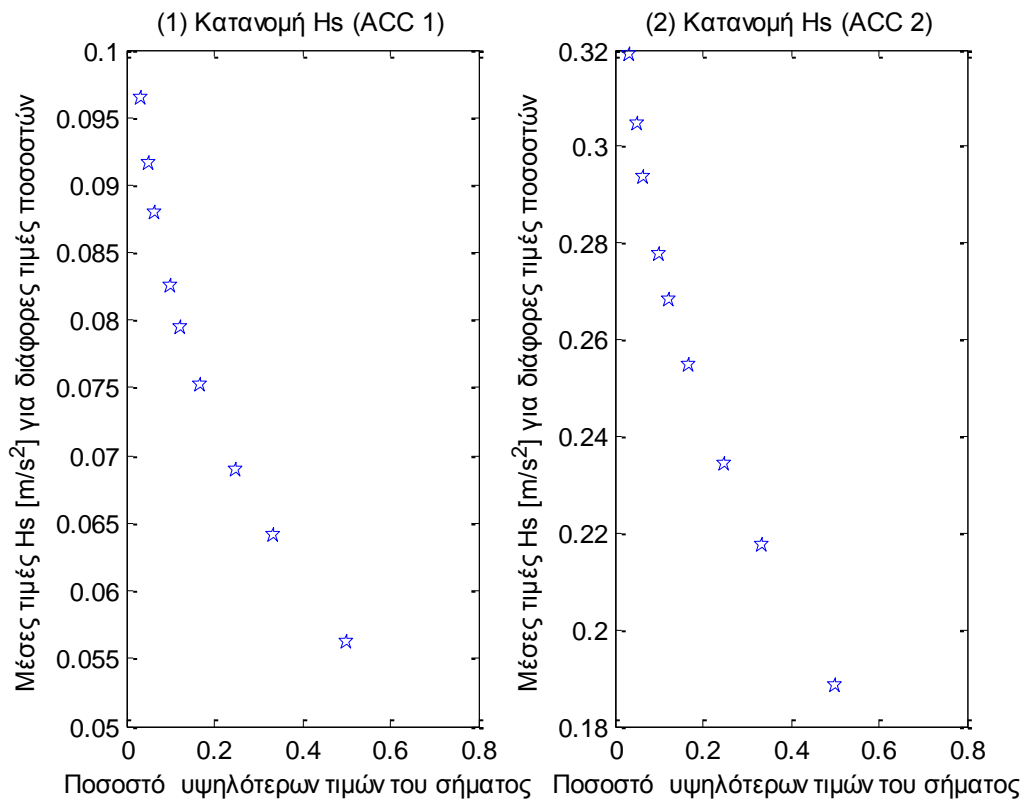 (1) Κατανομή Hs (ACC 1)
0.1
0.095
0.09
0.085
0.08
0.075
0.07
0.065
0.06
0.055
0.05
0 0.2 0.4 0.6 0.8
Μέσες τιμές Hs [m/s²] για διάφορες τιμές ποσοστών
Ποσοστό υψηλότερων τιμών του σήματος
(2) Κατανομή Hs (ACC 2)
0.32
0.3
0.28
0.26
0.24
0.22
0.2
0.18
0 0.2 0.4 0.6 0.8
Μέσες τιμές Hs [m/s²] για διάφορες τιμές ποσοστών
Ποσοστό υψηλότερων τιμών του σήματος